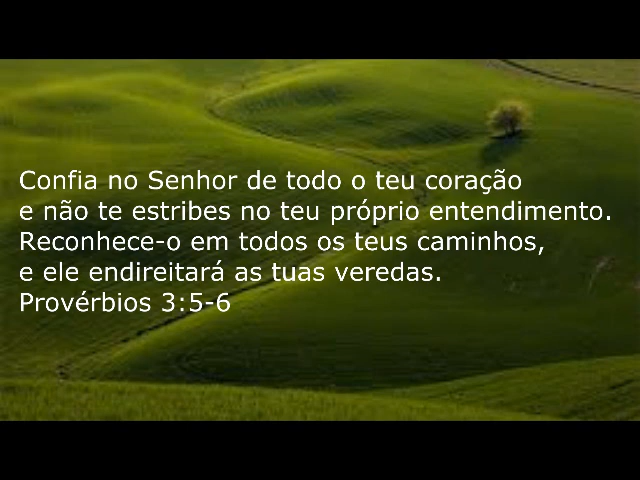 Confia no Senhor de todo o teu coração
e não te estribes no teu próprio entendimento.
Reconhece-o em todos os teus caminhos,
e ele endireitará as tuas veredas.
Provérbios 3:5-6